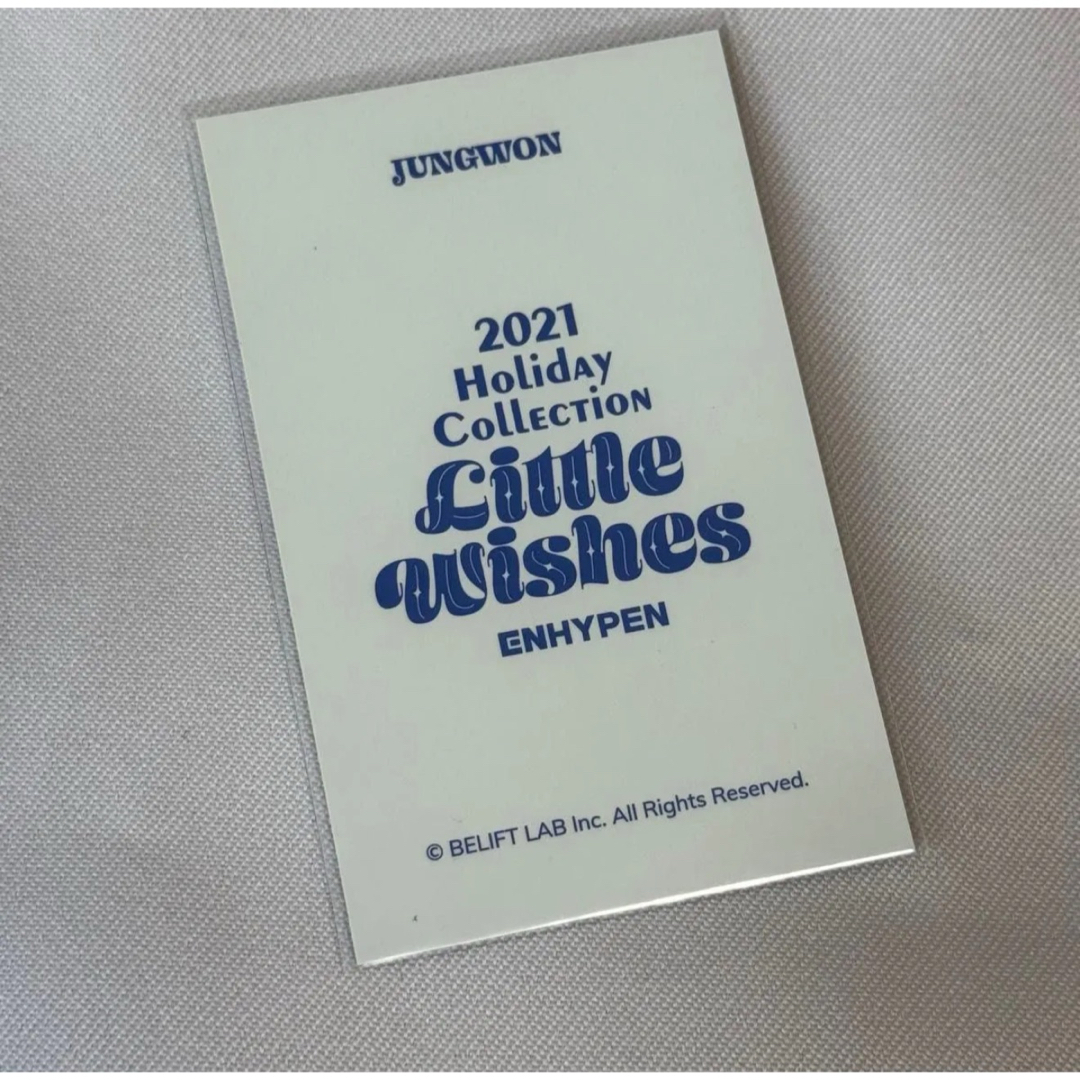 JUNGWON
2021
Holiday
Collection
Little
Wishes
ENHYPEN
© BELIFT LAB Inc. All Rights Reserved.